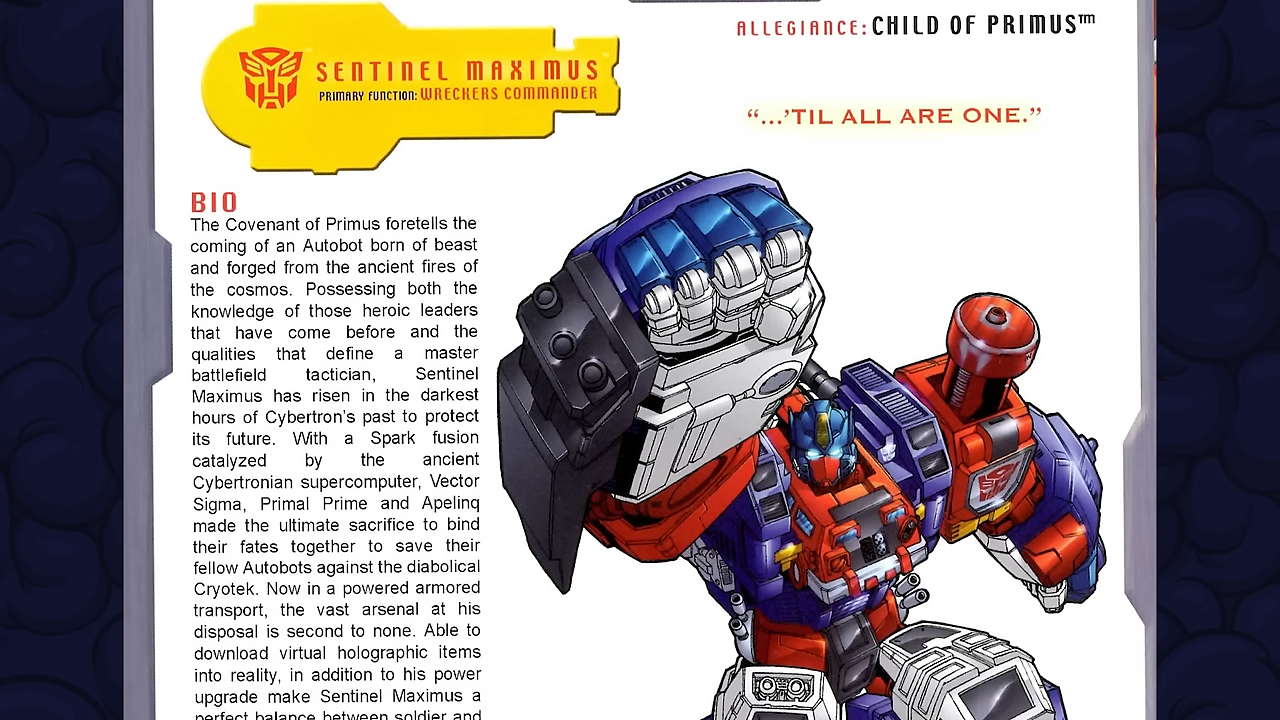 SENTINEL MAXIMUS
PRIMARY FUNCTION: WRECKERS COMMANDER
ALLEGIANCE: CHILD OF PRIMUS™
“...’TIL ALL ARE ONE.”
BIO
The Covenant of Primus foretells the
coming of an Autobot born of beast
and forged from the ancient fires of
the cosmos. Possessing both the
knowledge of those heroic leaders
that have come before and the
qualities that define a master
battlefield tactician, Sentinel
Maximus has risen in the darkest
hours of Cybertron’s past to protect
its future. With a Spark fusion
catalyzed by the ancient
Cybertronian supercomputer, Vector
Sigma, Primal Prime and Apelinq
made the ultimate sacrifice to bind
their fates together to save their
fellow Autobots against the diabolical
Cryotek. Now in a powered armored
transport, the vast arsenal at his
disposal is second to none. Able to
download virtual holographic items
into reality, in addition to his power
upgrade make Sentinel Maximus a
perfect balance between soldier and